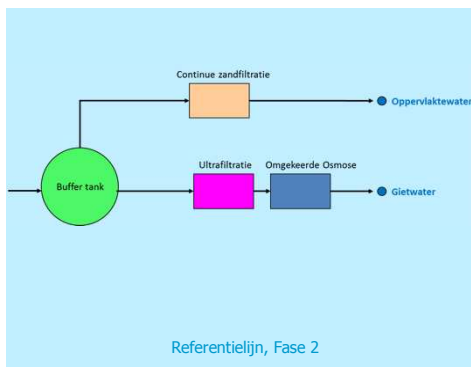 Continue zandfiltratie
Oppervlaktewater
Buffer tank
Ultrafiltratie
Omgekeerde Osmose
Gietwater
Referentielijn, Fase 2